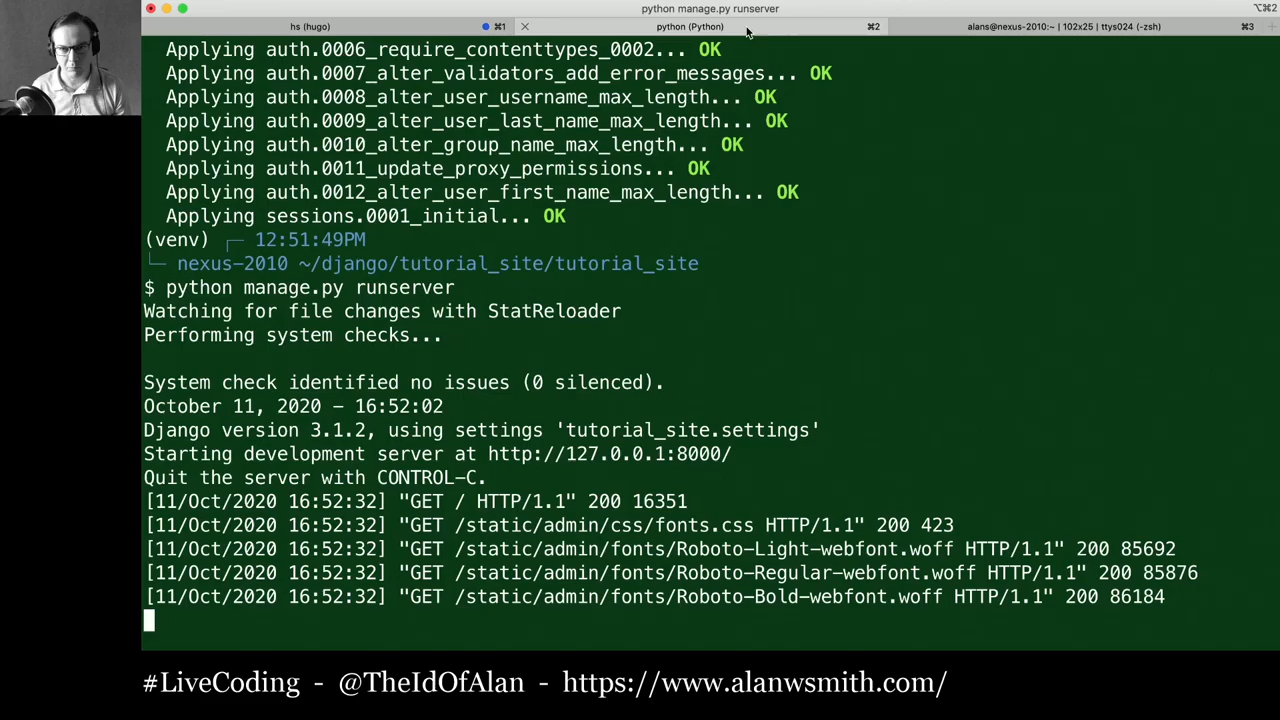 python manage.py runserver
⌥⌘2
hs (hugo)
⌘1
python (Python)
⌘2
alans@nexus-2010:~ | 102x25 | ttys024 (-zsh)
⌘3
Applying auth.0006_require_contenttypes_0002... OK
Applying auth.0007_alter_validators_add_error_messages... OK
Applying auth.0008_alter_user_username_max_length... OK
Applying auth.0009_alter_user_last_name_max_length... OK
Applying auth.0010_alter_group_name_max_length... OK
Applying auth.0011_update_proxy_permissions... OK
Applying auth.0012_alter_user_first_name_max_length... OK
Applying sessions.0001_initial... OK
(venv) ┌─ 12:51:49PM
└─ nexus-2010 ~/django/tutorial_site/tutorial_site
$ python manage.py runserver
Watching for file changes with StatReloader
Performing system checks...
System check identified no issues (0 silenced).
October 11, 2020 - 16:52:02
Django version 3.1.2, using settings 'tutorial_site.settings'
Starting development server at http://127.0.0.1:8000/
Quit the server with CONTROL-C.
[11/Oct/2020 16:52:32] "GET / HTTP/1.1" 200 16351
[11/Oct/2020 16:52:32] "GET /static/admin/css/fonts.css HTTP/1.1" 200 423
[11/Oct/2020 16:52:32] "GET /static/admin/fonts/Roboto-Light-webfont.woff HTTP/1.1" 200 85692
[11/Oct/2020 16:52:32] "GET /static/admin/fonts/Roboto-Regular-webfont.woff HTTP/1.1" 200 85876
[11/Oct/2020 16:52:32] "GET /static/admin/fonts/Roboto-Bold-webfont.woff HTTP/1.1" 200 86184
#LiveCoding - @TheIdOfAlan - https://www.alanwsmith.com/